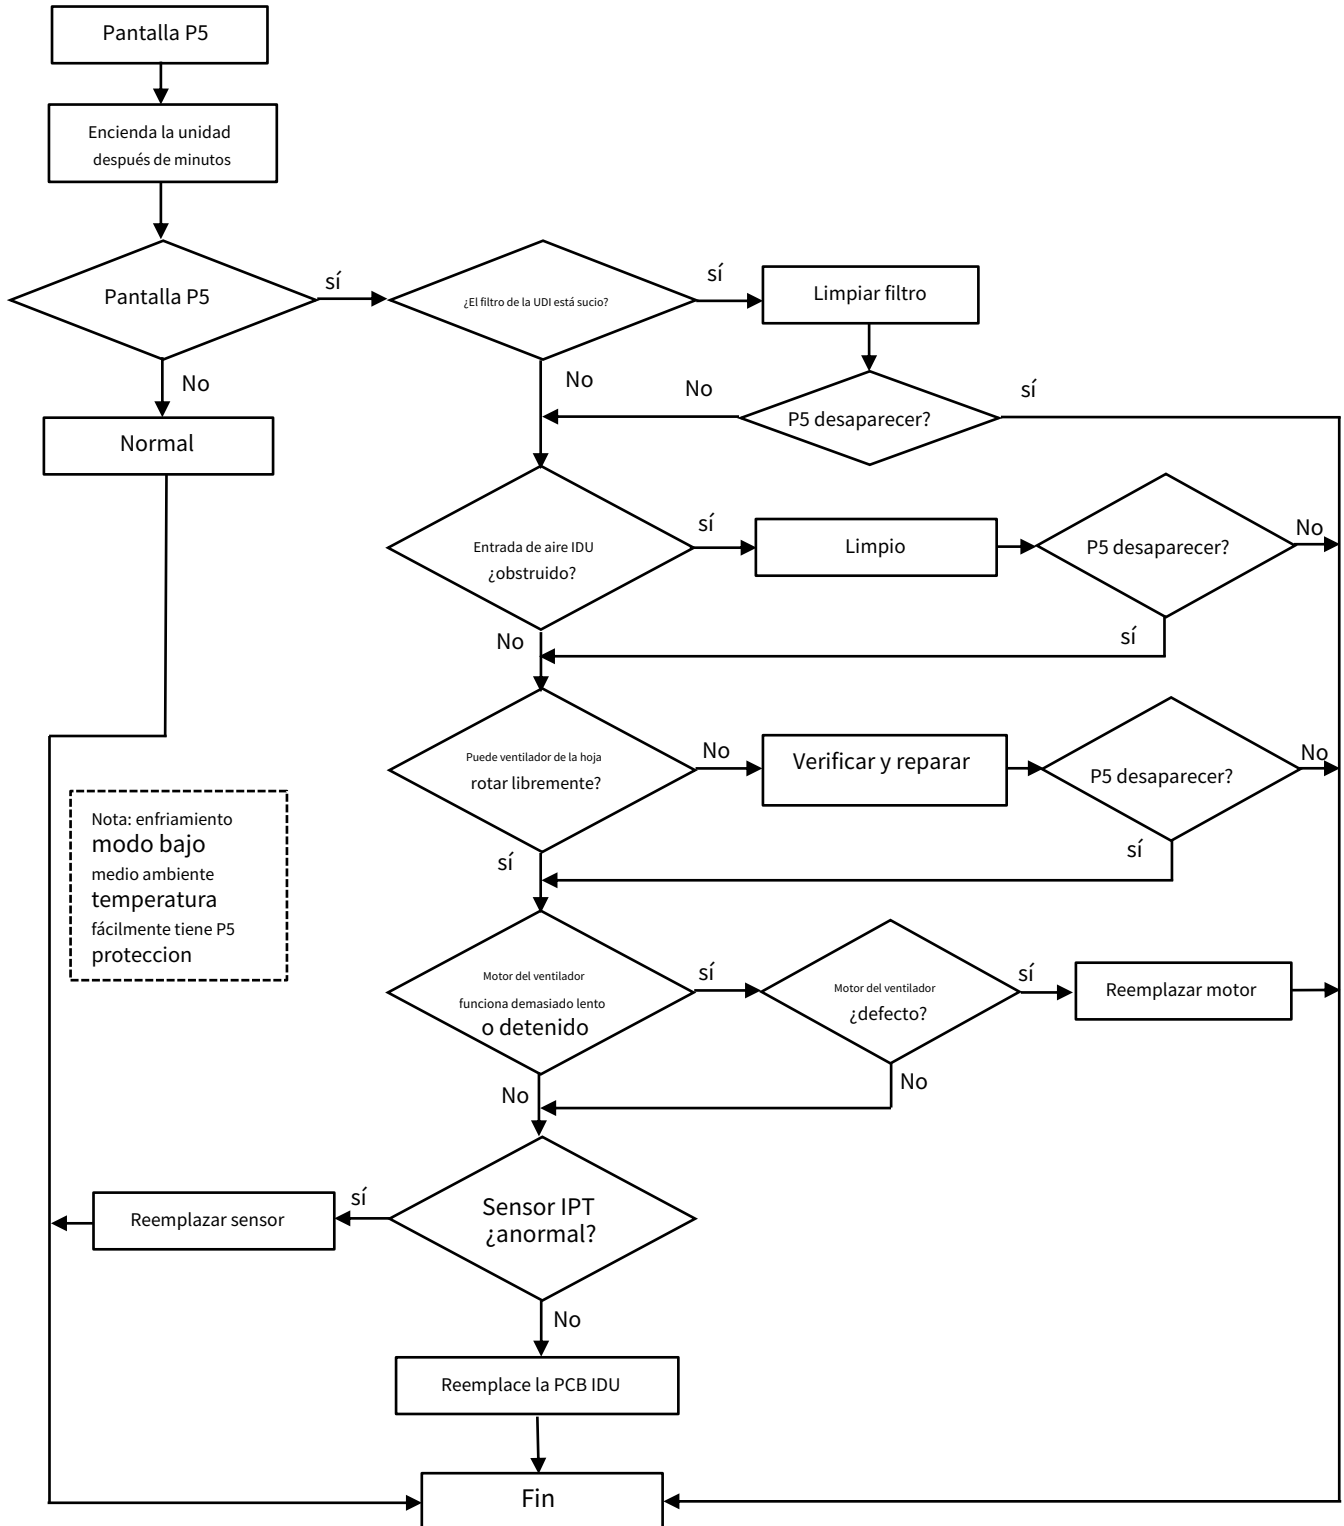 Pantalla P5
Encienda la unidad
después de minutos
Pantalla P5
sí
¿El filtro de la UDI está sucio?
sí
Limpiar filtro
No
No
No
sí
P5 desaparecer?
Normal
Entrada de aire IDU
¿obstruido?
sí
Limpio
P5 desaparecer?
No
No
sí
Puede ventilador de la hoja
rotar libremente?
No
Verificar y reparar
P5 desaparecer?
No
sí
sí
Nota: enfriamiento
modo bajo
medio ambiente
temperatura
fácilmente tiene P5
proteccion
Motor del ventilador
funciona demasiado lento
o detenido
sí
Motor del ventilador
¿defecto?
sí
Reemplazar motor
No
No
Sensor IPT
¿anormal?
sí
Reemplazar sensor
No
Reemplace la PCB IDU
Fin